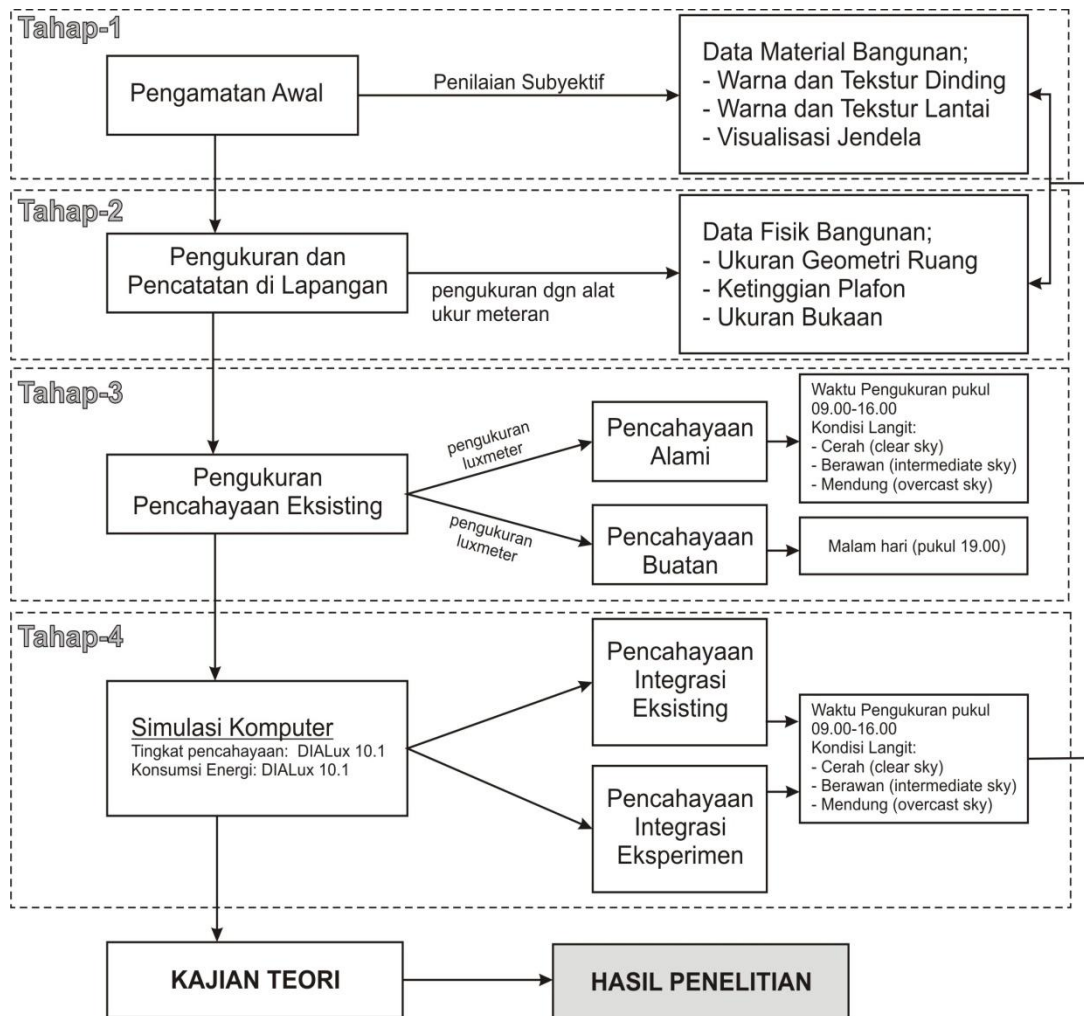 Tahap-1
Pengamatan Awal
Penilaian Subyektif
Data Material Bangunan;
- Warna dan Tekstur Dinding
- Warna dan Tekstur Lantai
- Visualisasi Jendela
Tahap-2
Pengukuran dan
Pencatatan di Lapangan
pengukuran dgn alat
ukur meteran
Data Fisik Bangunan;
- Ukuran Geometri Ruang
- Ketinggian Plafon
- Ukuran Bukaan
Tahap-3
Pengukuran
Pencahayaan Eksisting
pengukuran
luxmeter
Pencahayaan
Alami
Waktu Pengukuran pukul
09.00-16.00
Kondisi Langit:
- Cerah (clear sky)
- Berawan (intermediate sky)
- Mendung (overcast sky)
pengukuran
luxmeter
Pencahayaan
Buatan
Malam hari (pukul 19.00)
Tahap-4
Simulasi Komputer
Tingkat pencahayaan: DIALux 10.1
Konsumsi Energi: DIALux 10.1
Pencahayaan
Integrasi
Eksisting
Pencahayaan
Integrasi
Eksperimen
Waktu Pengukuran pukul
09.00-16.00
Kondisi Langit:
- Cerah (clear sky)
- Berawan (intermediate sky)
- Mendung (overcast sky)
KAJIAN TEORI
HASIL PENELITIAN